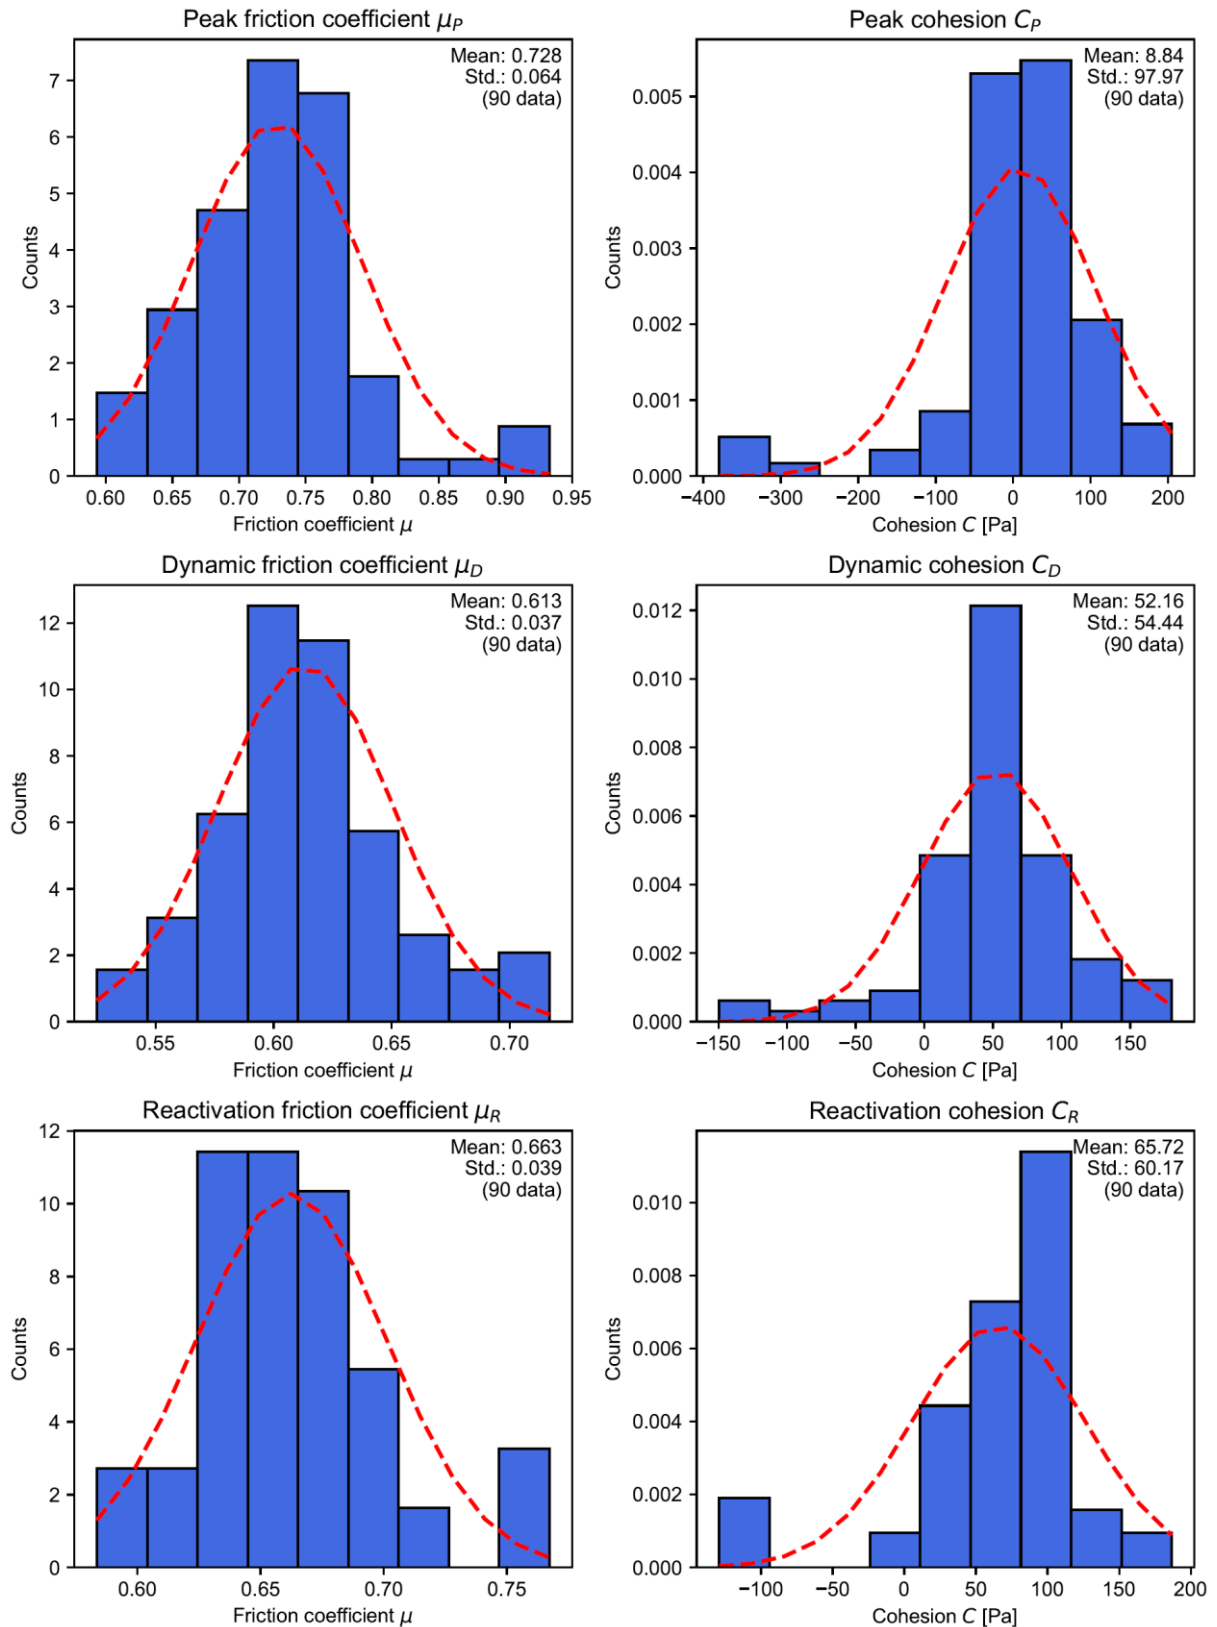 Peak friction coefficient μP
Mean: 0.728
Std.: 0.064
(90 data)
Counts
7
6
5
4
3
2
1
0
0.60 0.65 0.70 0.75 0.80 0.85 0.90 0.95
Friction coefficient μ
Peak cohesion CP
Mean: 8.84
Std.: 97.97
(90 data)
Counts
0.005
0.004
0.003
0.002
0.001
0.000
−400 −300 −200 −100 0 100 200
Cohesion C [Pa]
Dynamic friction coefficient μD
Mean: 0.613
Std.: 0.037
(90 data)
Counts
12
10
8
6
4
2
0
0.55 0.60 0.65 0.70
Friction coefficient μ
Dynamic cohesion CD
Mean: 52.16
Std.: 54.44
(90 data)
Counts
0.012
0.010
0.008
0.006
0.004
0.002
0.000
−150 −100 −50 0 50 100 150
Cohesion C [Pa]
Reactivation friction coefficient μR
Mean: 0.663
Std.: 0.039
(90 data)
Counts
12
10
8
6
4
2
0
0.60 0.65 0.70 0.75
Friction coefficient μ
Reactivation cohesion CR
Mean: 65.72
Std.: 60.17
(90 data)
Counts
0.010
0.008
0.006
0.004
0.002
0.000
−100 −50 0 50 100 150 200
Cohesion C [Pa]